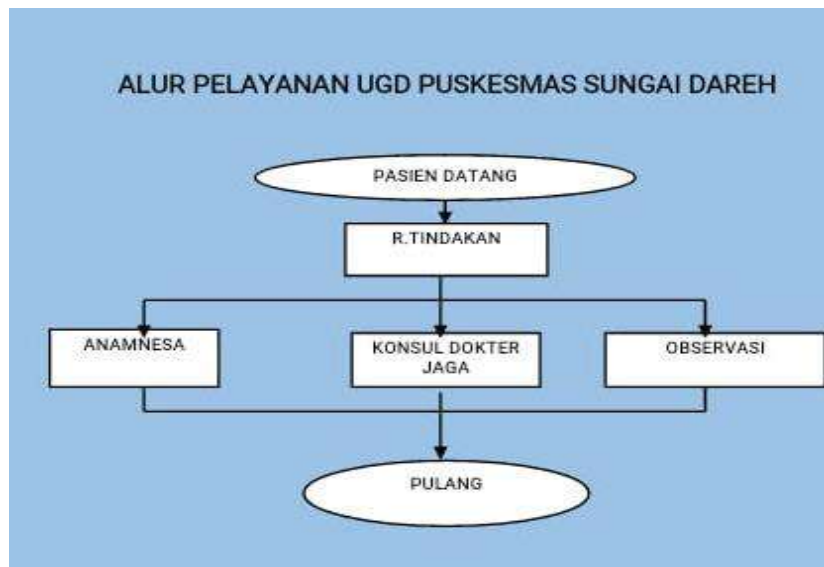 ALUR PELAYANAN UGD PUSKESMAS SUNGAI DAREH
PASIEN DATANG
R.TINDAKAN
ANAMNESA
KONSUL DOKTER
JAGA
OBSERVASI
PULANG